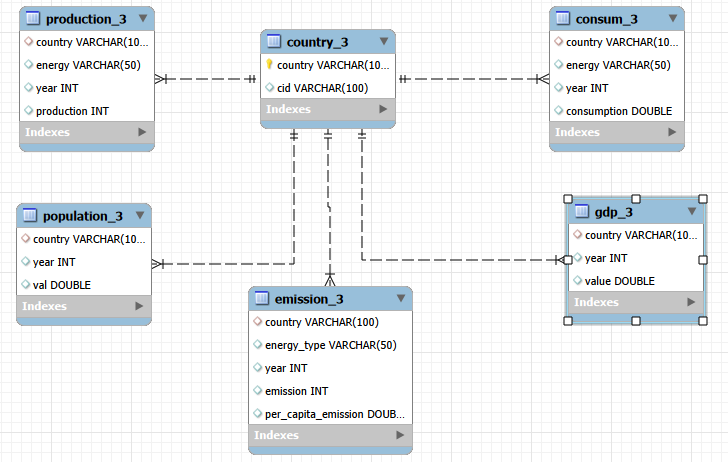 production_3
country VARCHAR(10...
energy VARCHAR(50)
year INT
production INT
Indexes
country_3
country VARCHAR(10...
cid VARCHAR(100)
Indexes
consum_3
country VARCHAR(10...
energy VARCHAR(50)
year INT
consumption DOUBLE
Indexes
population_3
country VARCHAR(10...
year INT
val DOUBLE
Indexes
emission_3
country VARCHAR(100)
energy_type VARCHAR(50)
year INT
emission INT
per_capita_emission DOUB...
Indexes
gdp_3
country VARCHAR(10...
year INT
value DOUBLE
Indexes